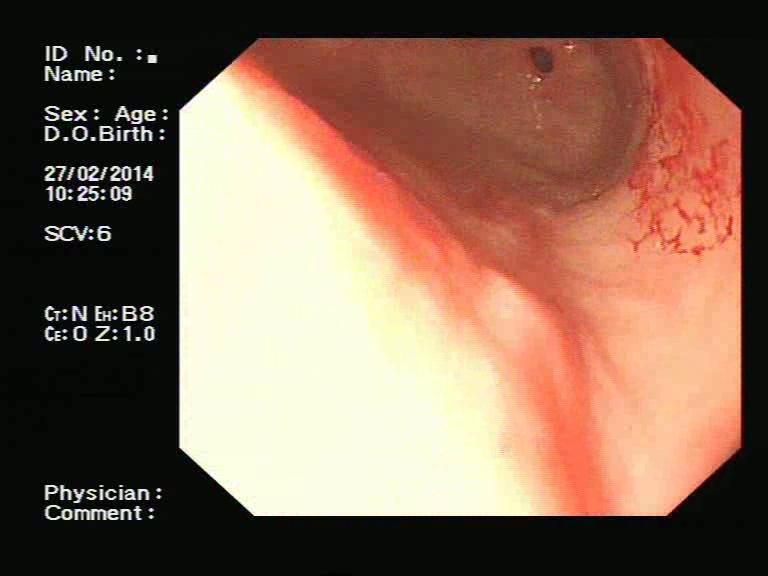 ID No. :
Name:
Sex: Age:
D.O.Birth:
27/02/2014
10:25:09
SCV:6
CT:N EH:B8
CE:0 Z:1.0
Physician:
Comment: